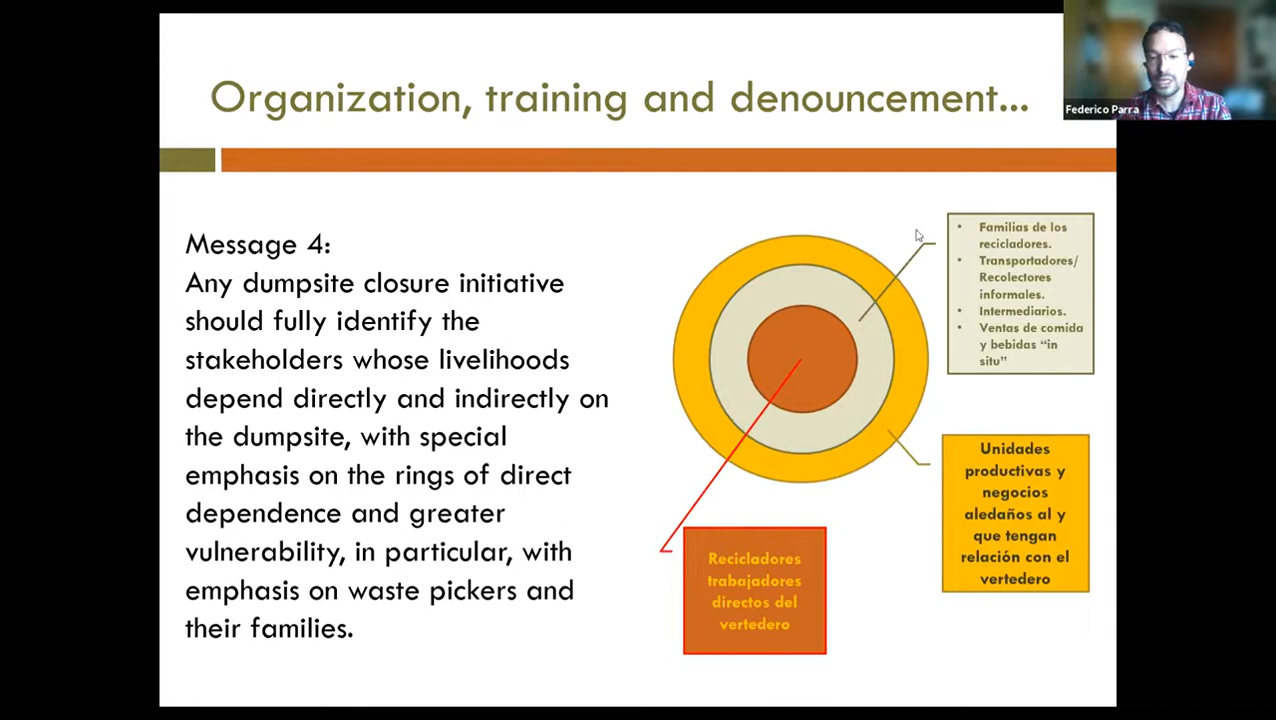 Organization, training and denouncement...
Federico Parra
Message 4:
Any dumpsite closure initiative
should fully identify the
stakeholders whose livelihoods
depend directly and indirectly on
the dumpsite, with special
emphasis on the rings of direct
dependence and greater
vulnerability, in particular, with
emphasis on waste pickers and
their families.
• Familias de los
recicladores.
• Transportadores/
Recolectores
informales.
• Intermediarios.
• Ventas de comida
y bebidas “in
situ”
Unidades
productivas y
negocios
aledaños al y
que tengan
relación con el
vertedero
Recicladores
trabajadores
directos del
vertedero